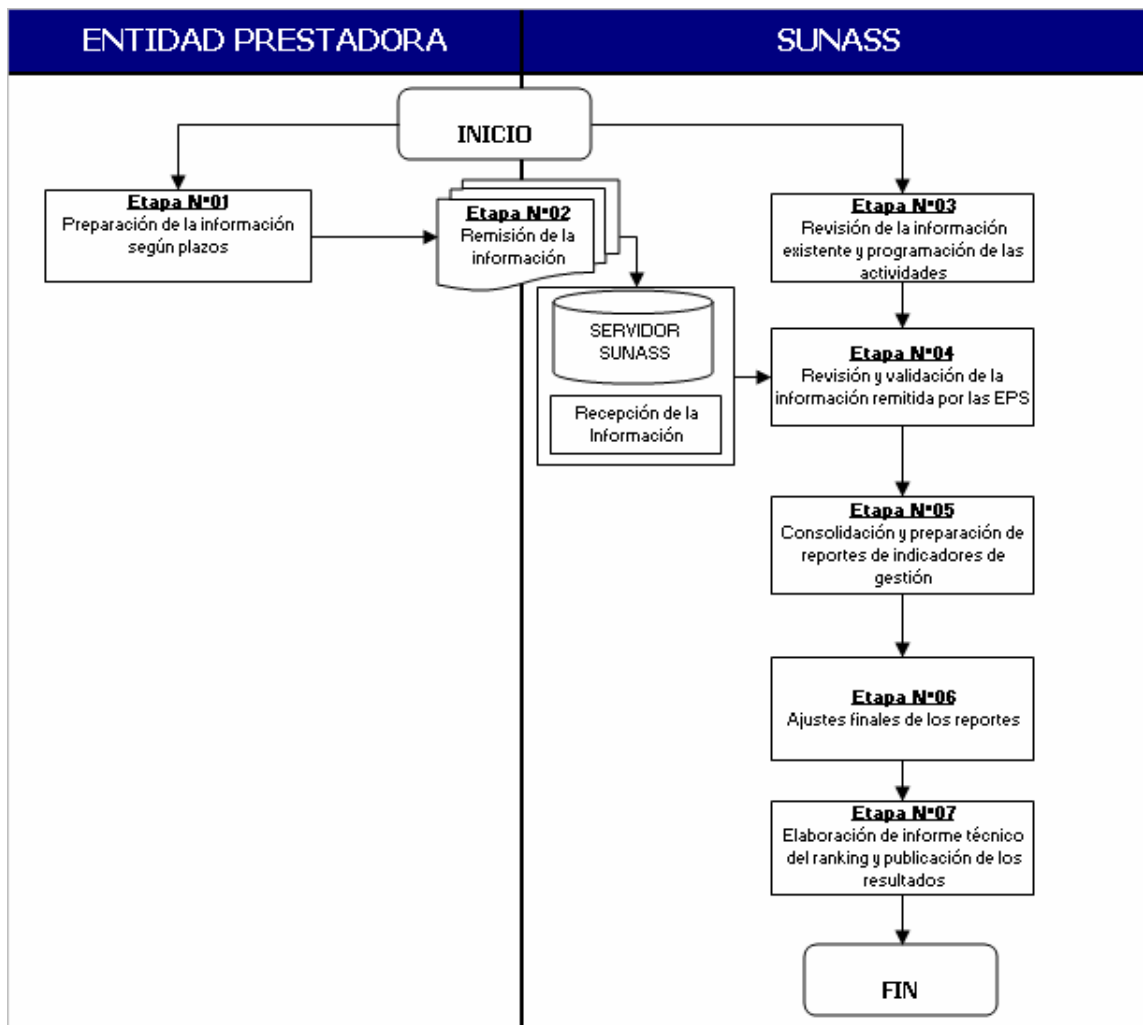 ENTIDAD PRESTADORA
SUNASS
INICIO
Etapa N°01
Preparación de la información
según plazos
Etapa N°02
Remisión de la
información
Etapa N°03
Revisión de la información
existente y programación de las
actividades
SERVIDOR
SUNASS
Recepción de la
Información
Etapa N°04
Revisión y validación de la
información remitida por las EPS
Etapa N°05
Consolidación y preparación de
reportes de indicadores de
gestión
Etapa N°06
Ajustes finales de los reportes
Etapa N°07
Elaboración de informe técnico
del ranking y publicación de los
resultados
FIN